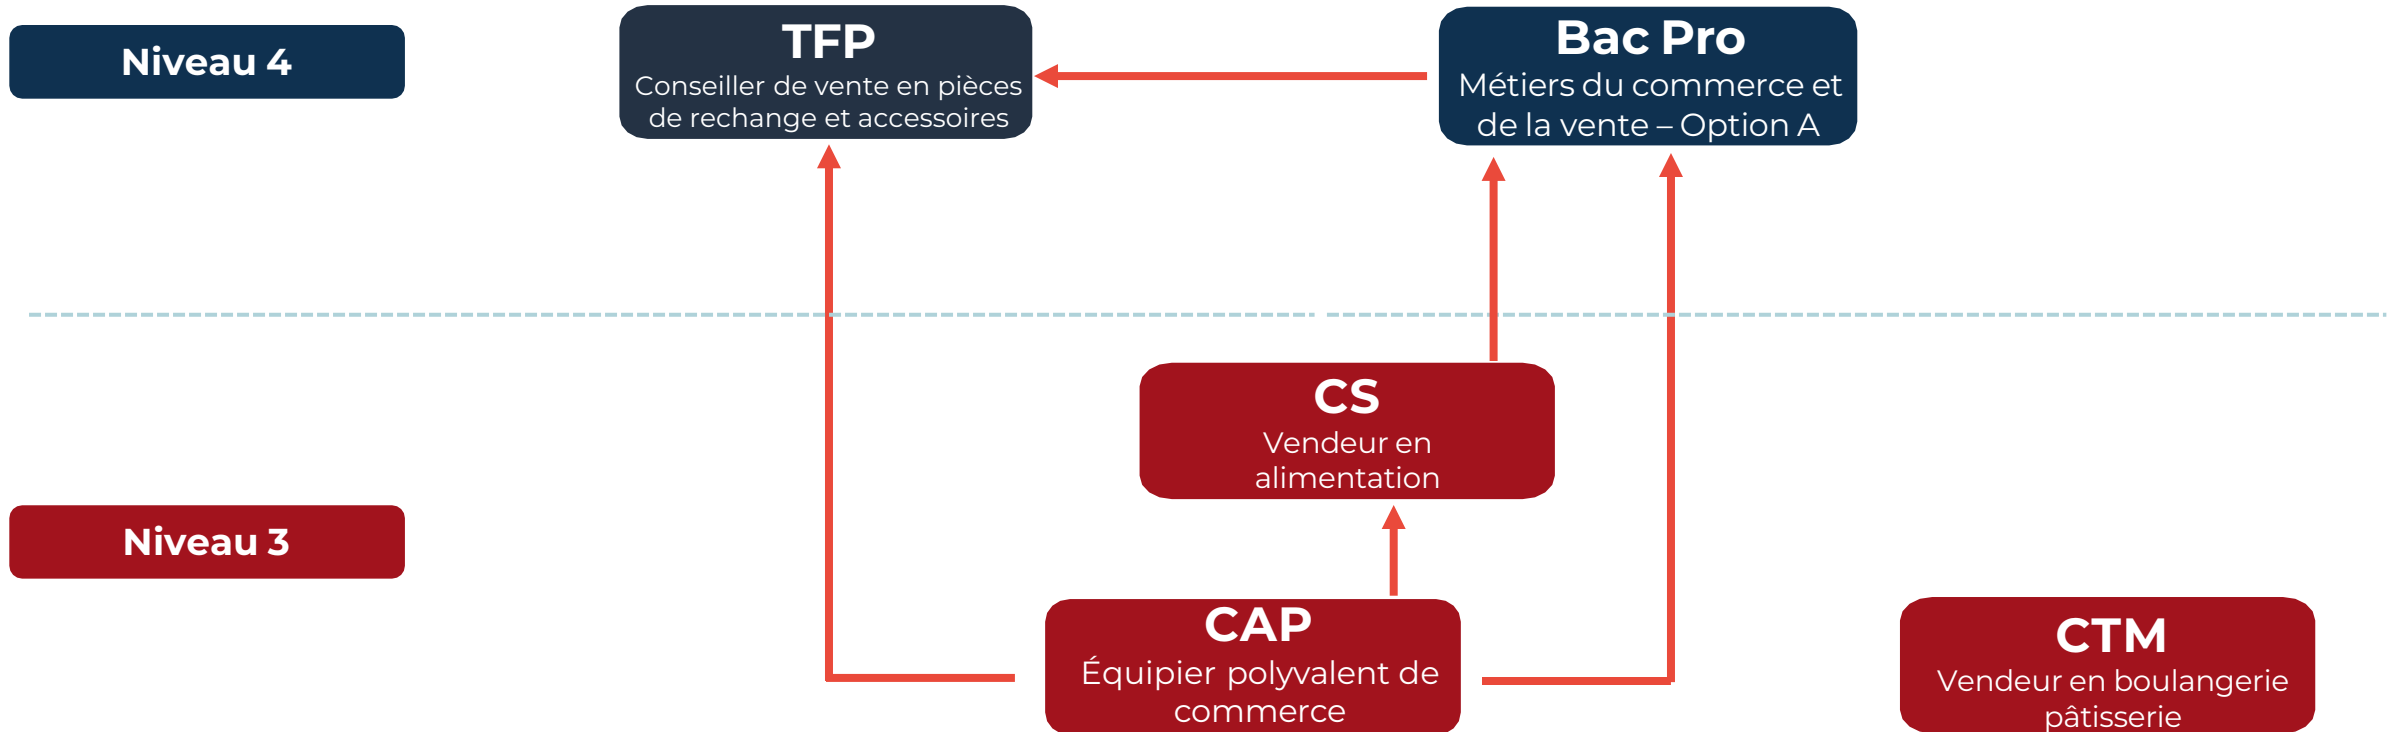 Niveau 4
TFP
Conseiller de vente en pièces
de rechange et accessoires
Bac Pro
Métiers du commerce et
de la vente – Option A
CS
Vendeur en
alimentation
Niveau 3
CAP
Équipier polyvalent de
commerce
CTM
Vendeur en boulangerie
pâtisserie